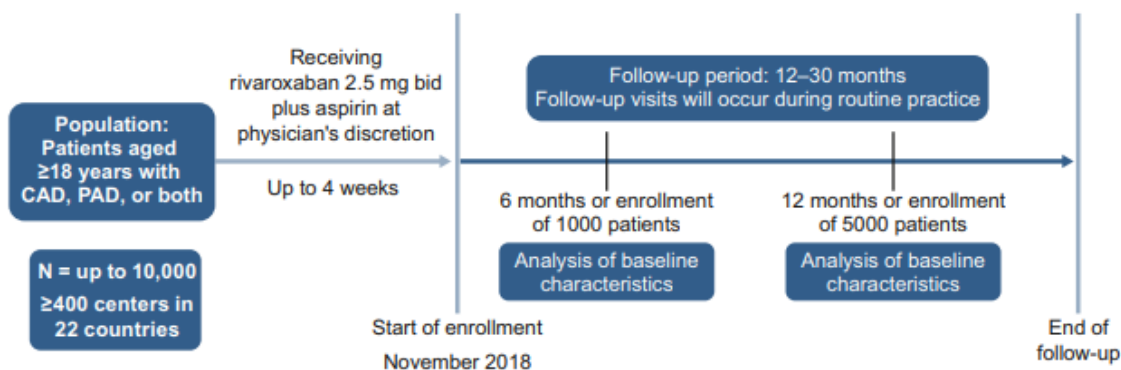 Population:
Patients aged
≥18 years with
CAD, PAD, or both
N = up to 10,000
≥400 centers in
22 countries
Receiving
rivaroxaban 2.5 mg bid
plus aspirin at
physician's discretion
Up to 4 weeks
Start of enrollment
November 2018
Follow-up period: 12–30 months
Follow-up visits will occur during routine practice
6 months or enrollment
of 1000 patients
Analysis of baseline
characteristics
12 months or enrollment
of 5000 patients
Analysis of baseline
characteristics
End of
follow-up